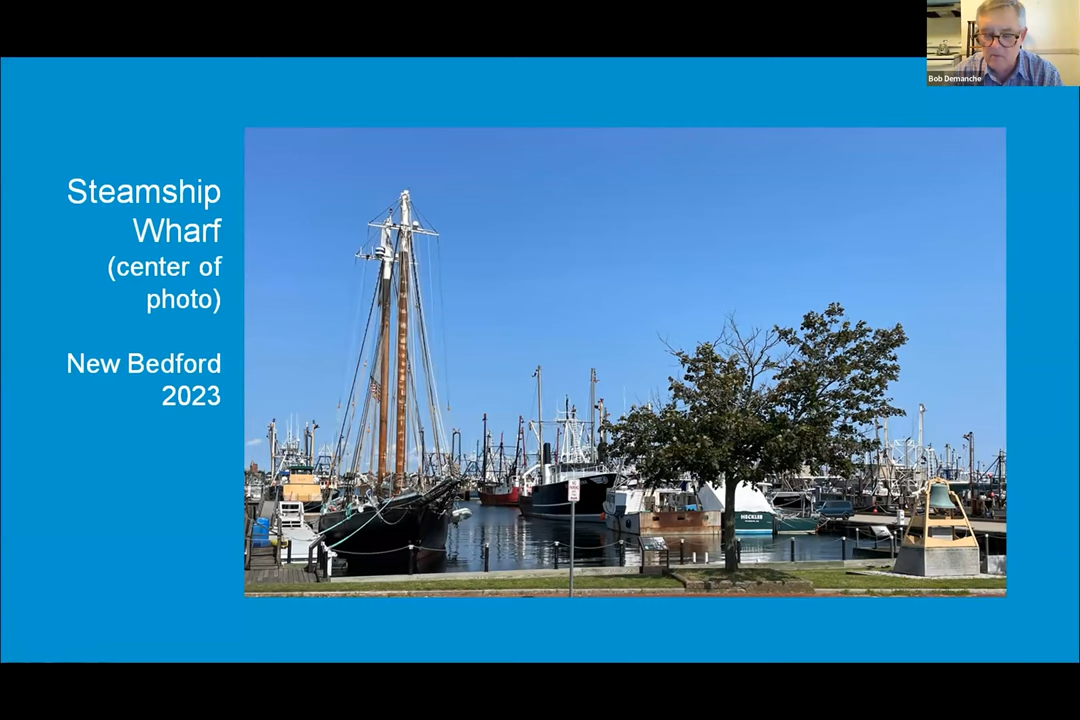 Bob Demanche
Steamship
Wharf
(center of
photo)
New Bedford
2023
HECKLER